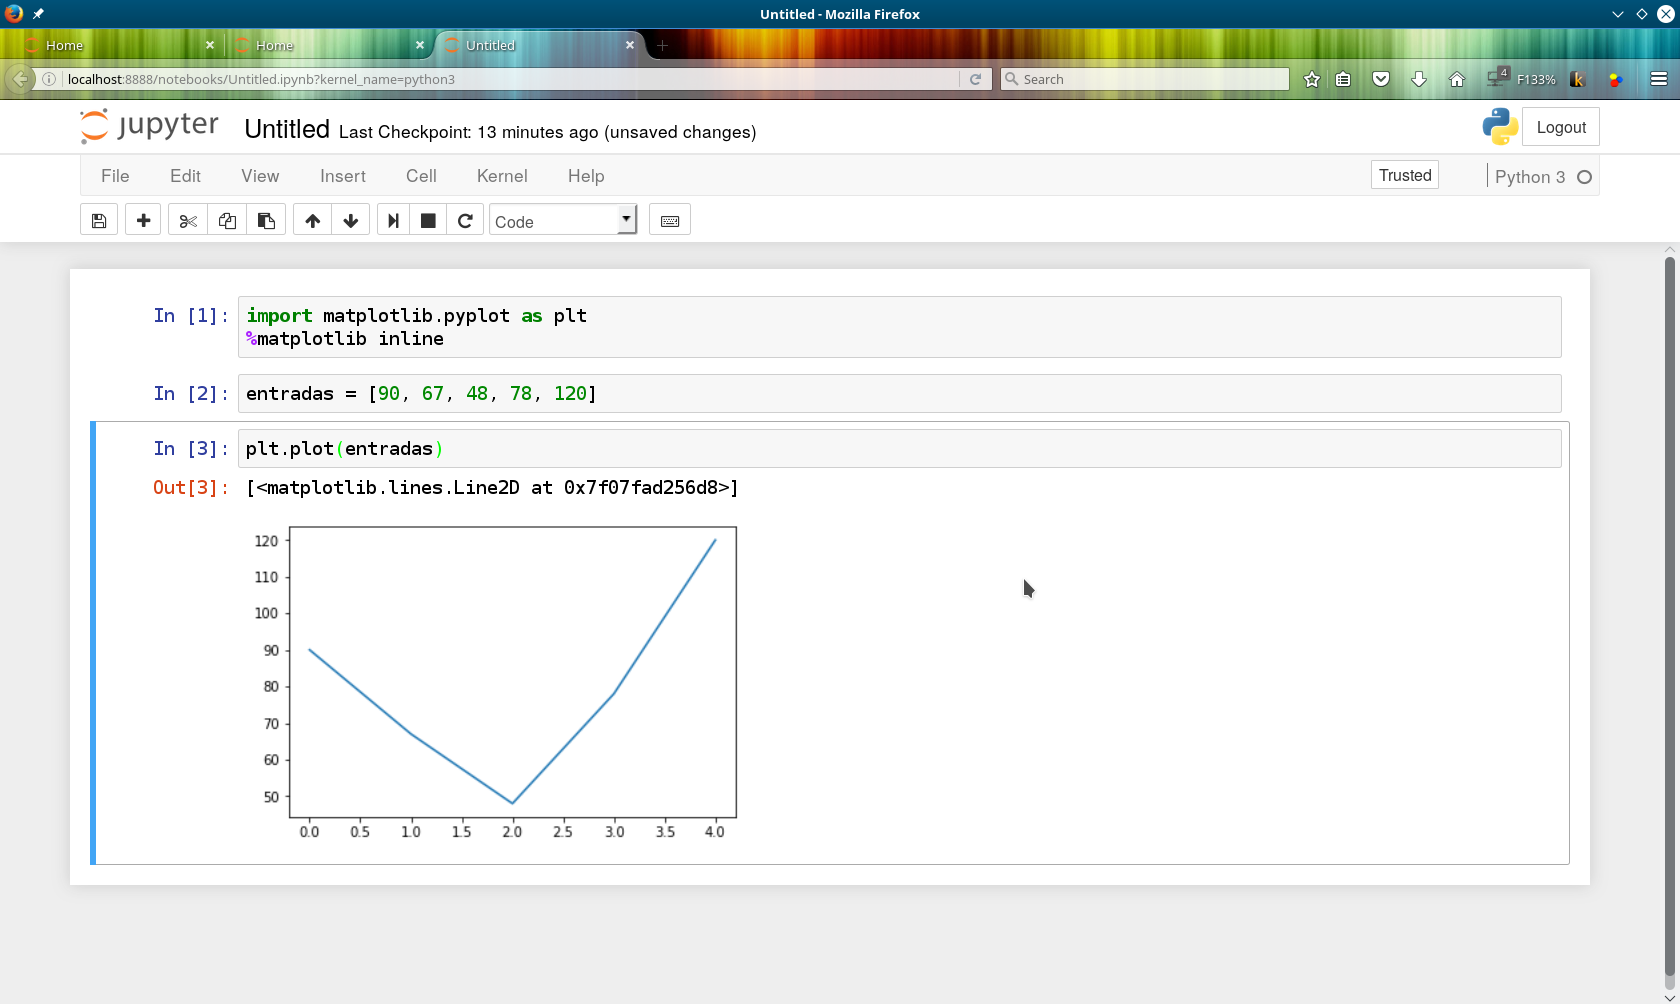 Untitled - Mozilla Firefox
Home
Home
Untitled
localhost:8888/notebooks/Untitled.ipynb?kernel_name=python3
Search
4
F133%
k
jupyter
Untitled Last Checkpoint: 13 minutes ago (unsaved changes)
Logout
File Edit View Insert Cell Kernel Help
Trusted
Python 3
Code
In [1]: import matplotlib.pyplot as plt
%matplotlib inline
In [2]: entradas = [90, 67, 48, 78, 120]
In [3]: plt.plot(entradas)
Out[3]: [<matplotlib.lines.Line2D at 0x7f07fad256d8>]
120
110
100
90
80
70
60
50
0.0 0.5 1.0 1.5 2.0 2.5 3.0 3.5 4.0